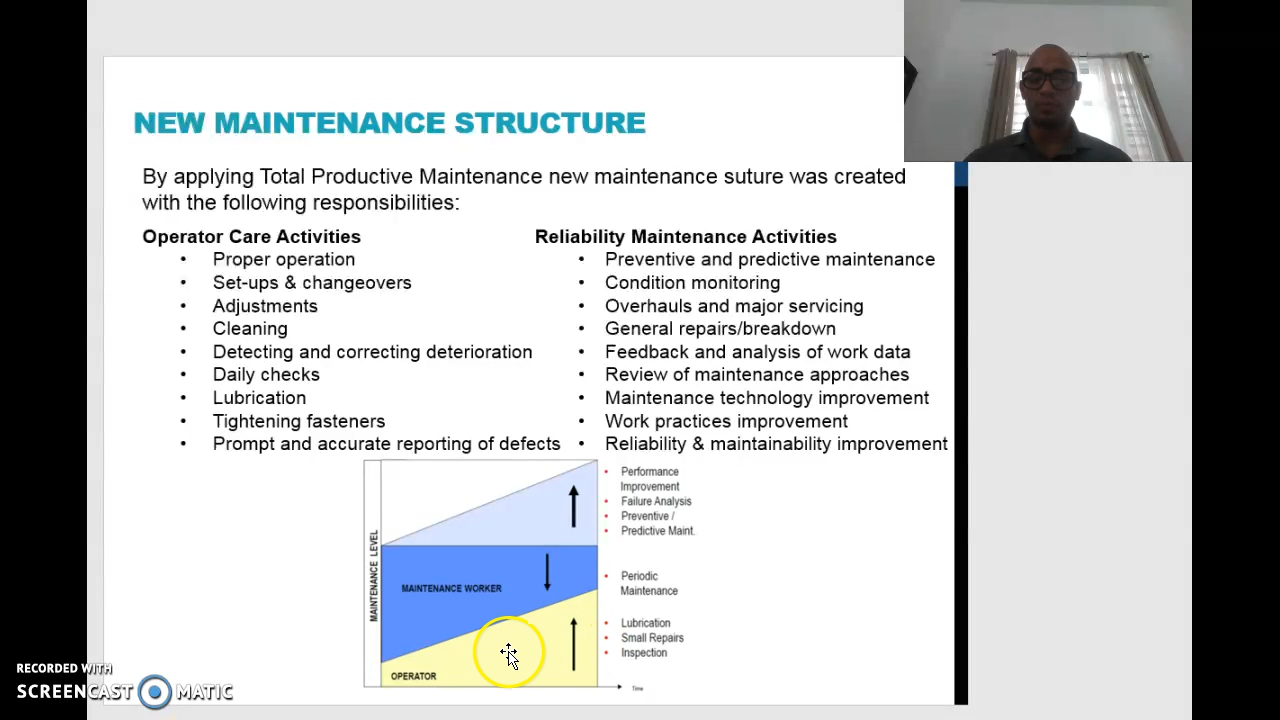 NEW MAINTENANCE STRUCTURE
By applying Total Productive Maintenance new maintenance suture was created
with the following responsibilities:
Operator Care Activities
• Proper operation
• Set-ups & changeovers
• Adjustments
• Cleaning
• Detecting and correcting deterioration
• Daily checks
• Lubrication
• Tightening fasteners
• Prompt and accurate reporting of defects
Reliability Maintenance Activities
• Preventive and predictive maintenance
• Condition monitoring
• Overhauls and major servicing
• General repairs/breakdown
• Feedback and analysis of work data
• Review of maintenance approaches
• Maintenance technology improvement
• Work practices improvement
• Reliability & maintainability improvement
MAINTENANCE LEVEL
MAINTENANCE WORKER
OPERATOR
Time
• Performance
Improvement
• Failure Analysis
• Preventive /
• Predictive Maint.
• Periodic
• Maintenance
• Lubrication
• Small Repairs
• Inspection
RECORDED WITH
SCREENCAST MATIC